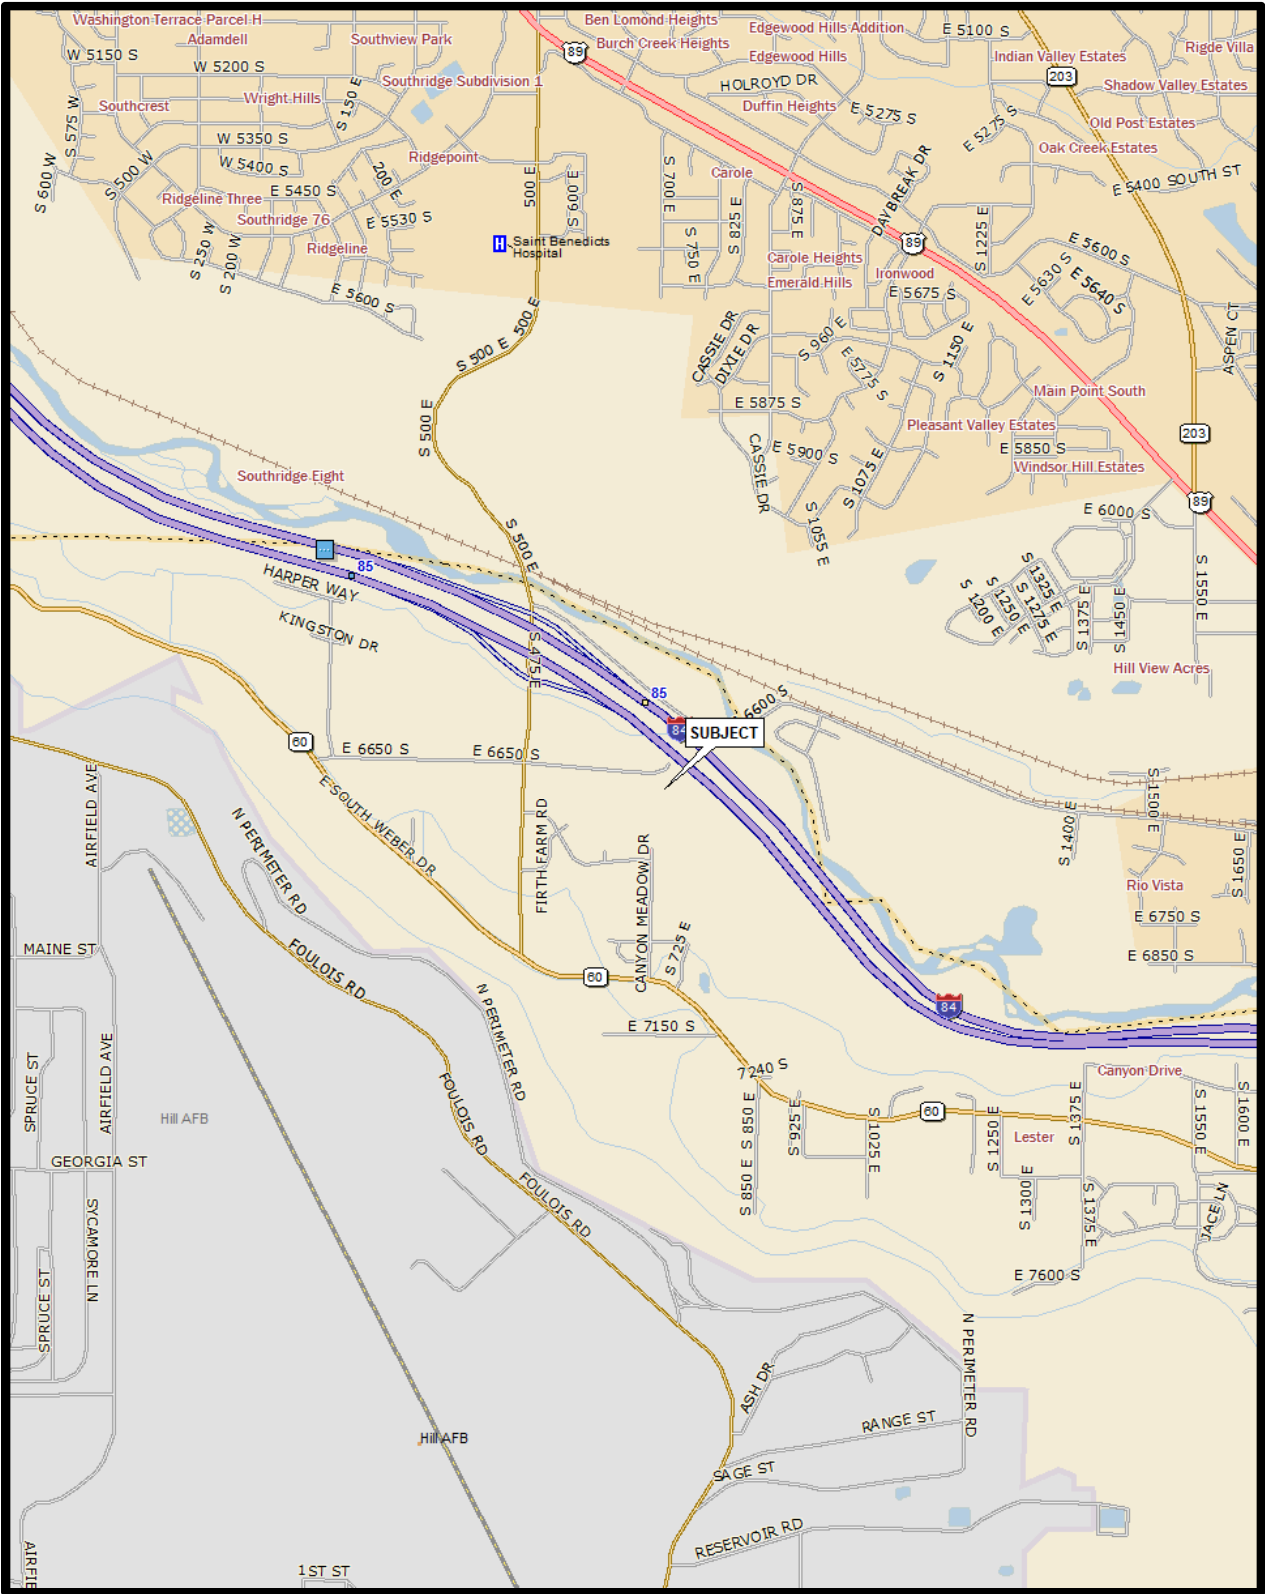 Washington Terrace Parcel H
Adamdell
Southview Park
Ben Lomond Heights
Burch Creek Heights
Edgewood Hills Addition
Edgewood Hills
E 5100 S
Indian Valley Estates
Rigde Villa
W 5150 S
W 5200 S
89
203
Southridge Subdivision 1
HOLROYD DR
Shadow Valley Estates
Southcrest
Wright Hills
S 150 E
Duffin Heights
E 5275 S
E 5275 S
Old Post Estates
S 575 W
W 5350 S
W 5400 S
Ridgepoint
Oak Creek Estates
S 600 W
S 500 W
Ridgeline Three
E 5450 S
200 E
Southridge 76
E 5530 S
Ridgeline
S 250 W
S 200 W
E 5600 S
500 E
S 600 E
Saint Benedicts
Hospital
H
S 700 E
Carole
S 825 E
S 750 E
S 875 E
DAYBREAK DR
E 5400 SOUTH ST
89
S 1225 E
E 5600 S
Carole Heights
Ironwood
Emerald Hills
E 5675 S
S 5630 S
E 5640 S
ASPEN CT
500 E
S 500 E
CASSIE DR
DIXIE DR
S 960 E
E 5775 S
S 1150 E
Main Point South
E 5875 S
Pleasant Valley Estates
S 500 E
203
CASSIE DR
E 5900 S
S 1075 E
E 5850 S
Windsor Hill Estates
Southridge Eight
89
E 6000 S
S 1055 E
S 500 E
85
HARPER WAY
KINGSTON DR
S 475 E
S 1200 E
S 1250 E
S 1325 E
S 1275 E
S 1375 E
S 1450 E
S 1550 E
Hill View Acres
85
84
6600 S
SUBJECT
60
E 6650 S
E 6650 S
E SOUTH WEBER DR
AIRFIELD AVE
N PERIMETER RD
FIRTH FARM RD
CANYON MEADOW DR
S 725 E
S 1500 E
S 1400 E
S 1650 E
Rio Vista
E 6750 S
E 6850 S
MAINE ST
FOULOIS RD
60
N PERIMETER RD
84
E 7150 S
7240 S
Canyon Drive
SPRUCE ST
AIRFIELD AVE
Hill AFB
FOULOIS RD
S 850 E
S 850 E
S 925 E
S 1025 E
60
S 1250 E
Lester
S 1375 E
S 1550 E
S 1600 E
GEORGIA ST
FOULOIS RD
S 1300 E
S 1375 E
JACE LN
SYCAMORE LN
SPRUCE ST
E 7600 S
N PERIMETER RD
ASH DR
RANGE ST
Hill AFB
SAGE ST
RESERVOIR RD
AIRFIE
1ST ST